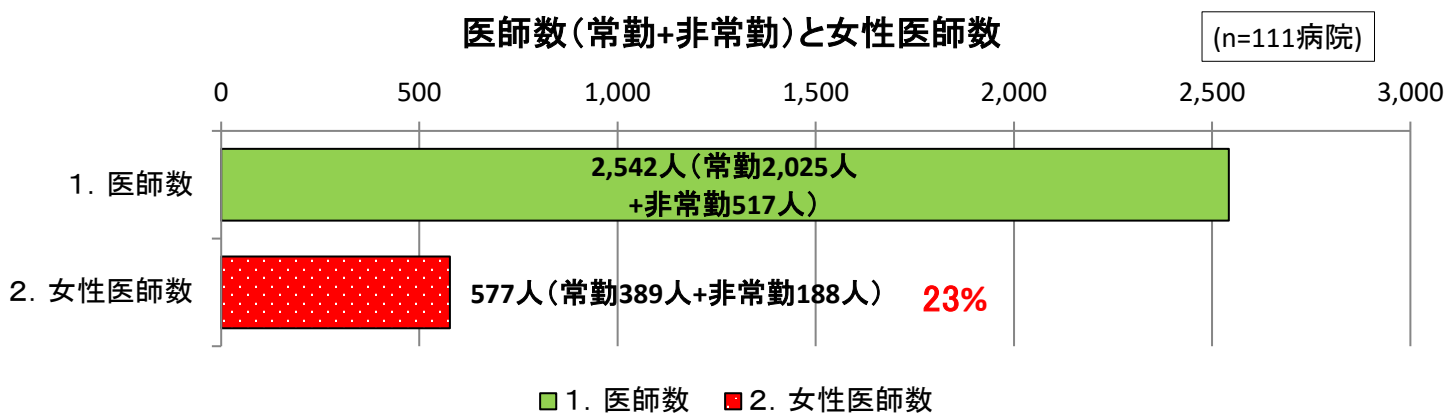 医師数（常勤+非常勤）と女性医師数
(n=111病院)
0 500 1,000 1,500 2,000 2,500 3,000
1．医師数
2,542人（常勤2,025人
+非常勤517人）
2．女性医師数
577人（常勤389人+非常勤188人） 23%
1．医師数 2．女性医師数